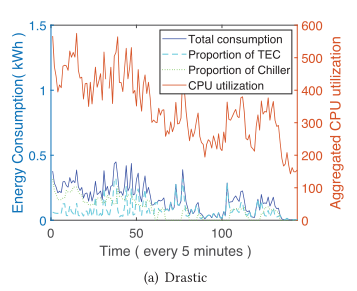 1.5
1
0.5
0
Energy Consumption( kWh )
Total consumption
Proportion of TEC
Proportion of Chiller
CPU utilization
600
500
400
300
200
100
0
Aggregated CPU utilization
0 50 100
Time ( every 5 minutes )
(a) Drastic